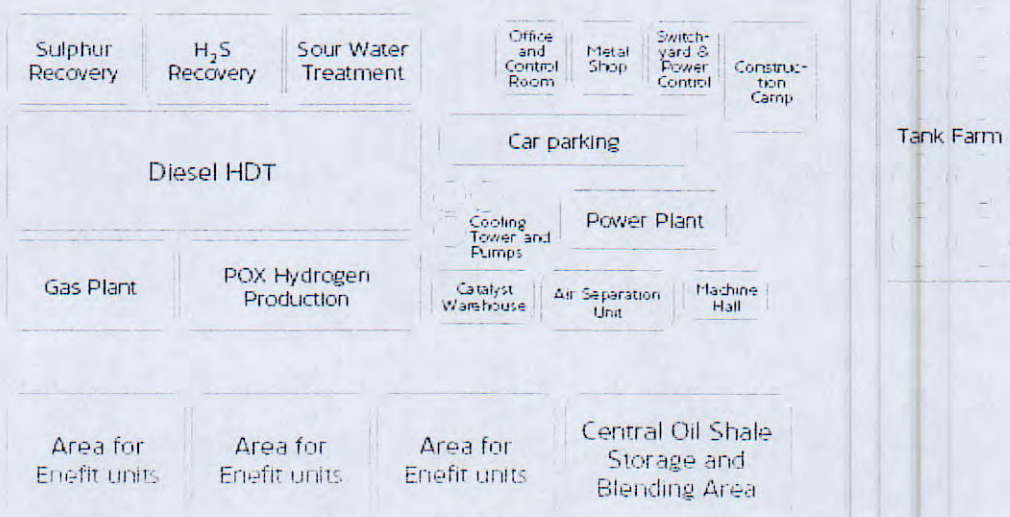 Sulphur
Recovery
H2S
Recovery
Sour Water
Treatment
Office
and
Control
Room
Metal
Shop
Switch-
yard &
Power
Control
Construc-
tion
Camp
Tank Farm
Car parking
Diesel HDT
Cooling
Tower and
Pumps
Power Plant
Gas Plant
POX Hydrogen
Production
Catalyst
Warehouse
Air Separation
Unit
Machine
Hall
Area for
Enefit units
Area for
Enefit units
Area for
Enefit units
Central Oil Shale
Storage and
Blending Area